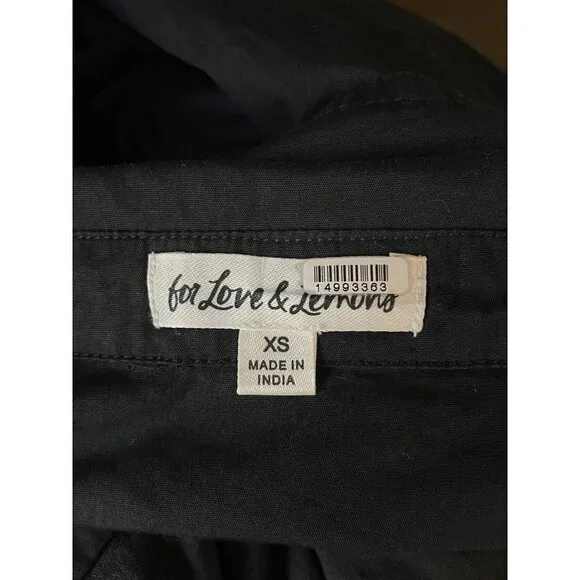 14993363
for Love & Lemons
XS
MADE IN
INDIA